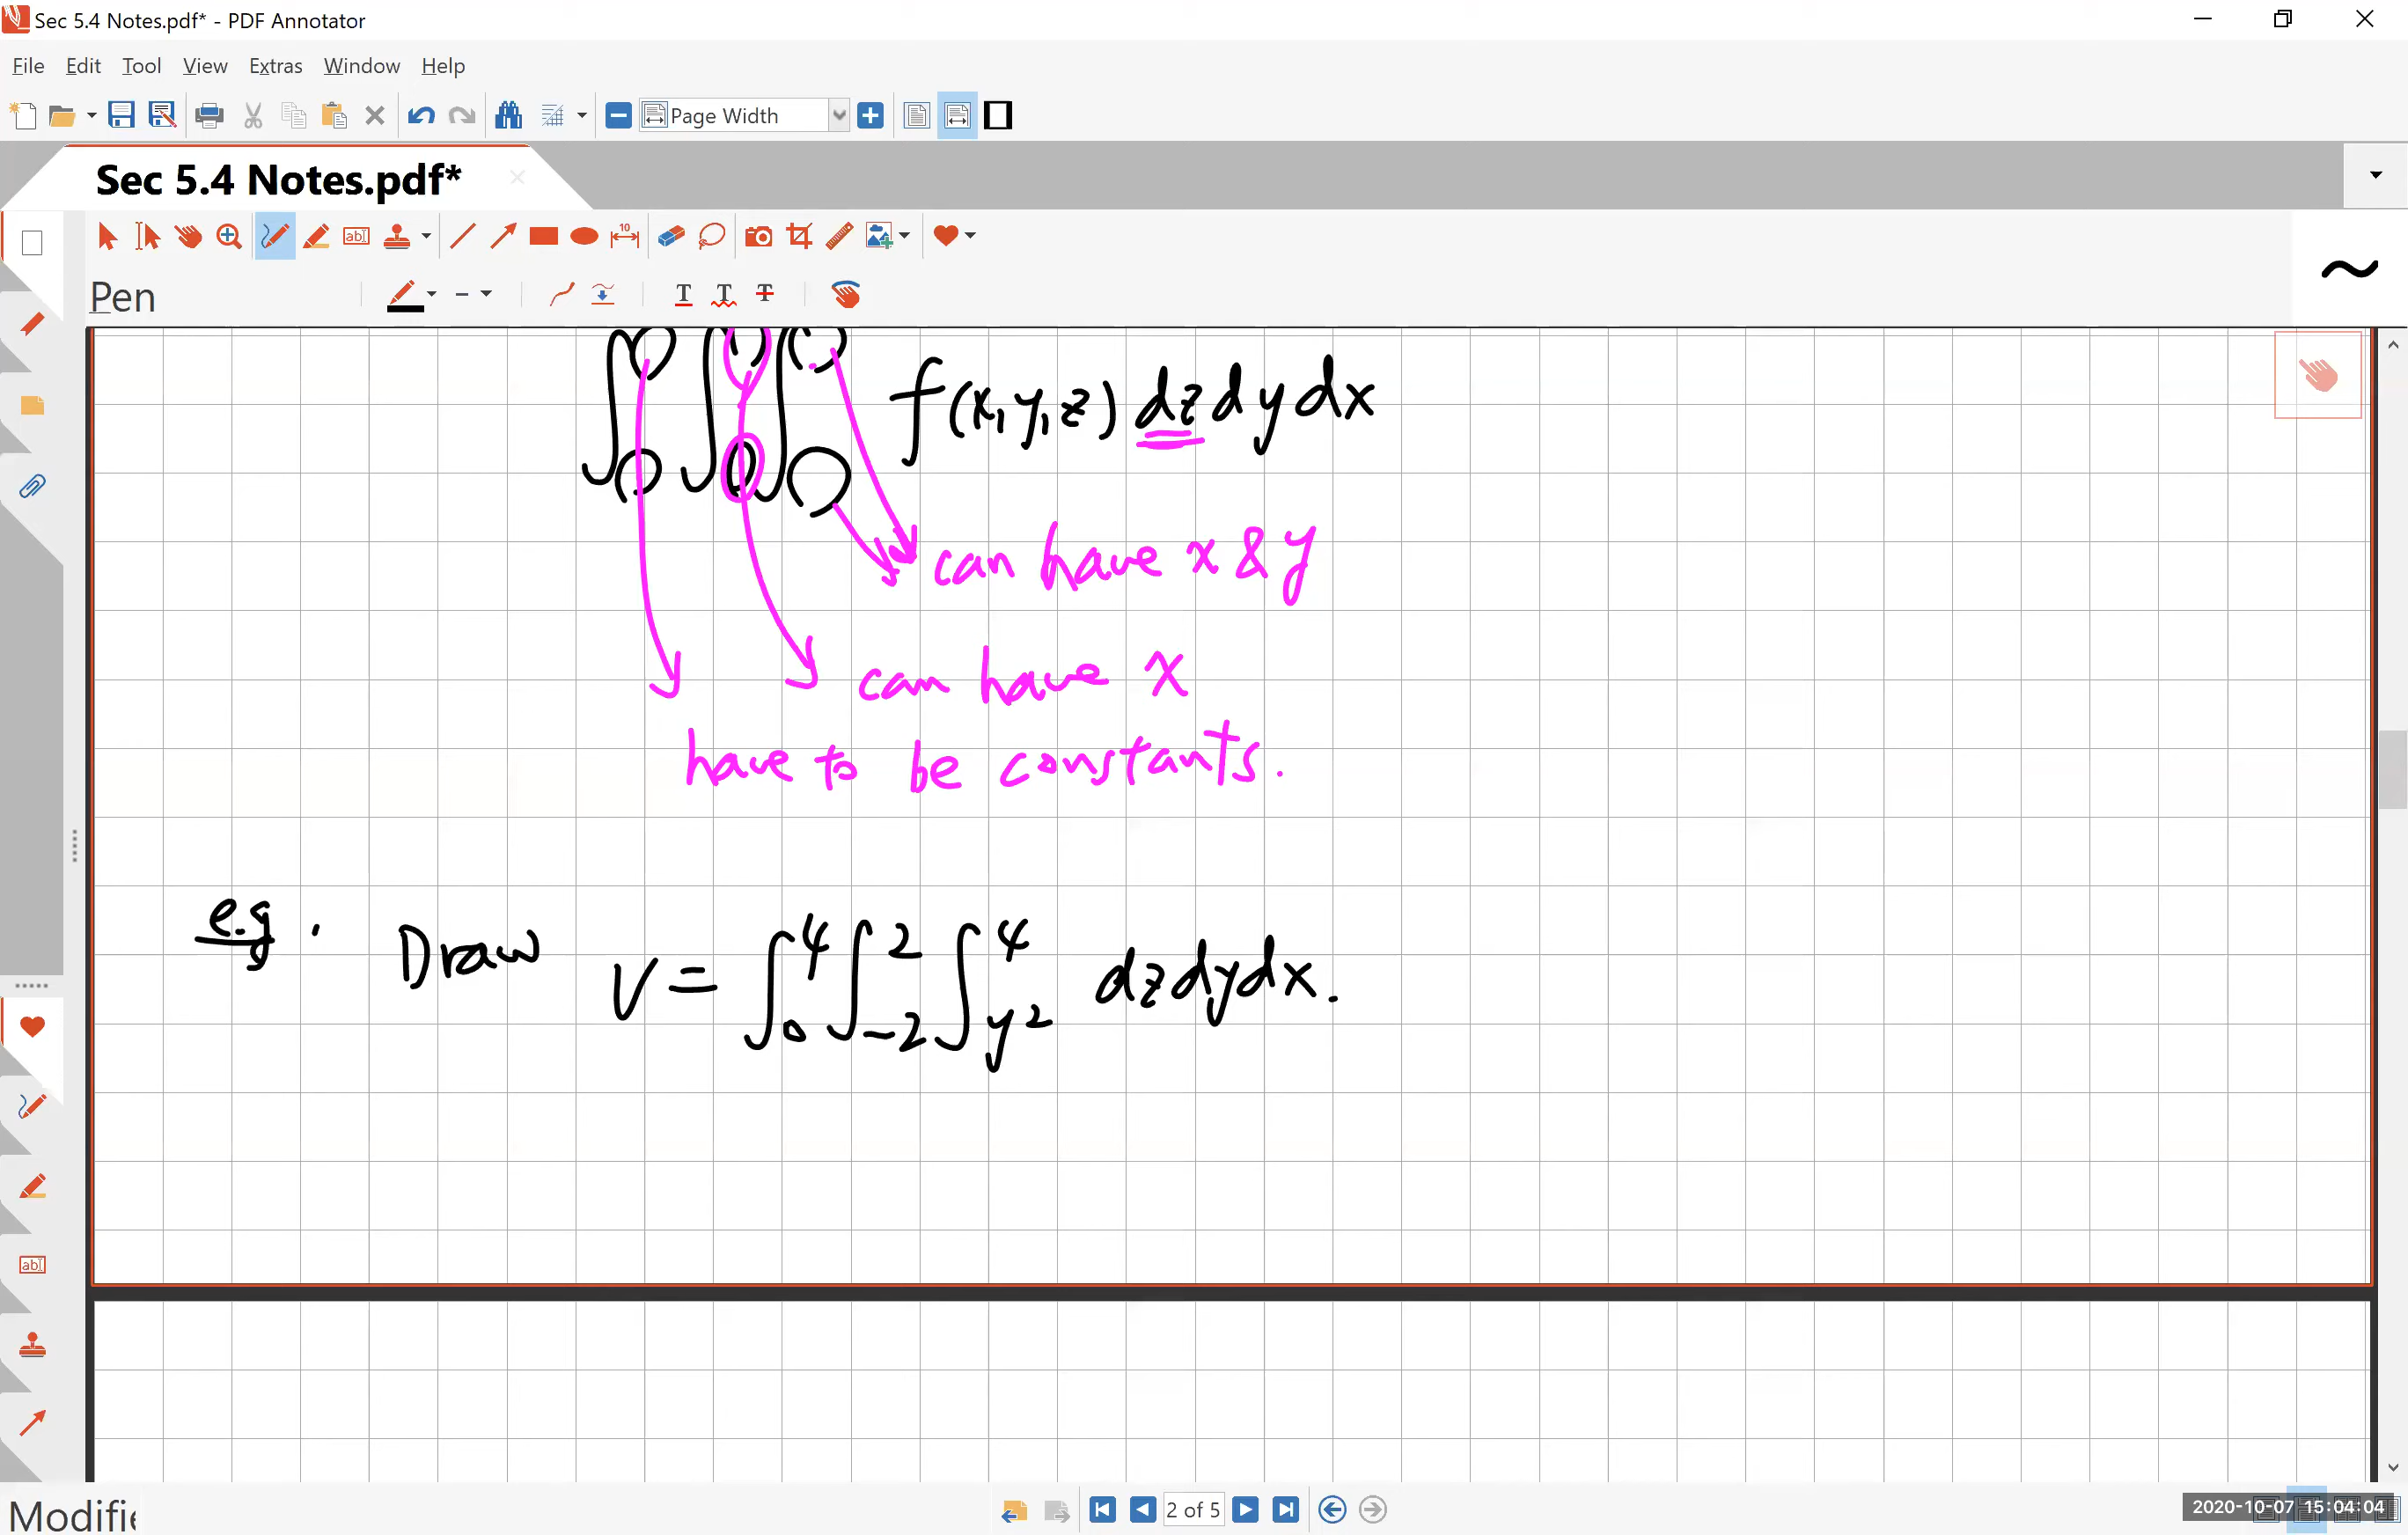 Sec 5.4 Notes.pdf* - PDF Annotator
File Edit Tool View Extras Window Help
Page Width
Sec 5.4 Notes.pdf*
Pen
∫∫∫ f(x,y,z) dz dy dx
can have x & y
can have x
have to be constants.
e.g. Draw V = ∫₀⁴ ∫₋₂² ∫_{y²}⁴ dz dy dx.
2 of 5
2020-10-07 15:04:04